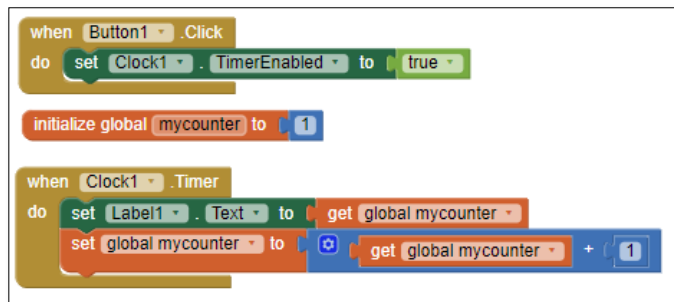 when Button1 .Click
do set Clock1 . TimerEnabled to true
initialize global mycounter to 1
when Clock1 .Timer
do set Label1 . Text to get global mycounter
set global mycounter to get global mycounter + 1